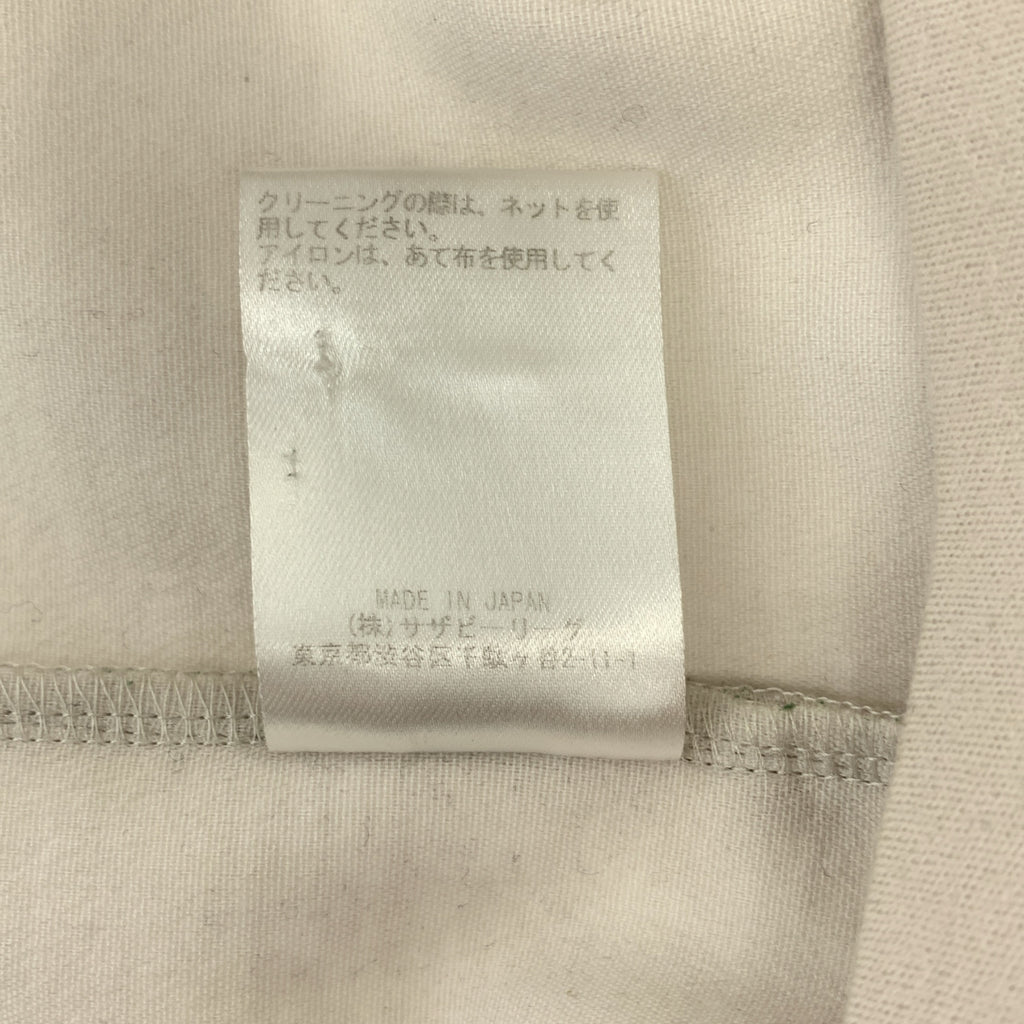 クリーニングの際は、ネットを使
用してください。
アイロンは、あて布を使用してく
ださい。
MADE IN JAPAN
(株)サザビーリーグ
東京都渋谷区千駄ヶ谷2-11-1